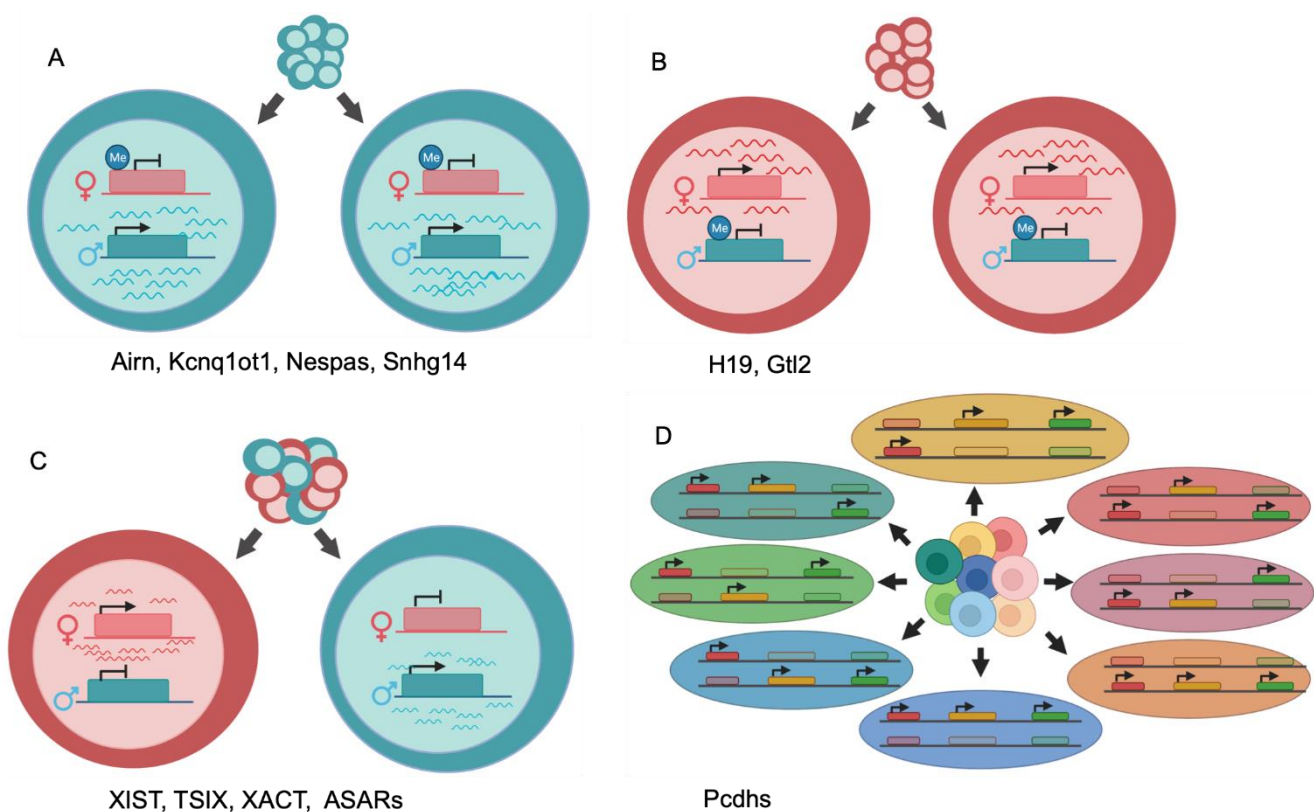 A
Me
Me
Airn, Kcnq1ot1, Nespas, Snhg14
B
Me
Me
H19, Gtl2
C
XIST, TSIX, XACT, ASARs
D
Pcdhs